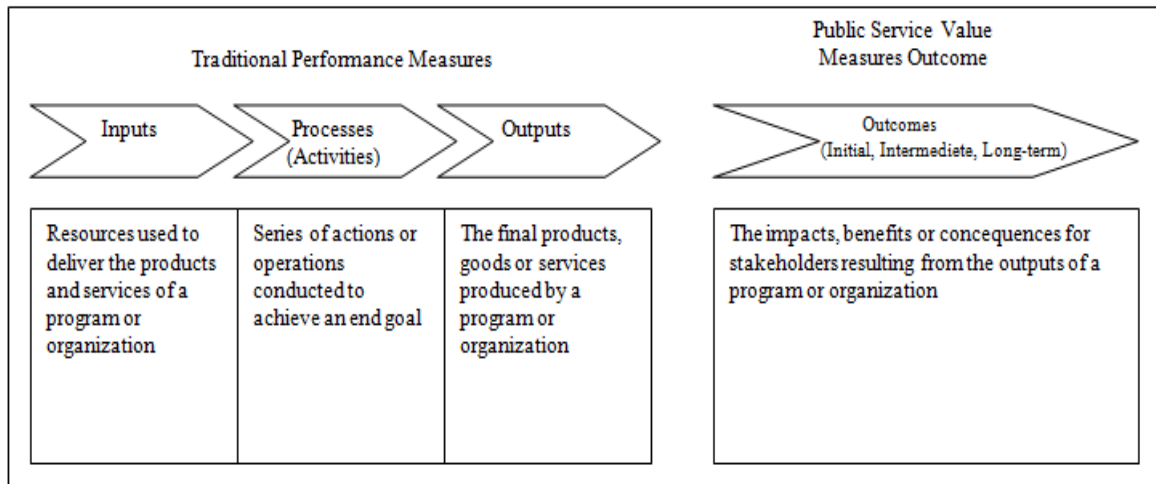 Public Service Value
Measures Outcome
Traditional Performance Measures
Inputs
Processes
(Activities)
Outputs
Outcomes
(Initial, Intermediete, Long-term)
Resources used to
deliver the products
and services of a
program or
organization
Series of actions or
operations
conducted to
achieve an end goal
The final products,
goods or services
produced by a
program or
organization
The impacts, benefits or concequences for
stakeholders resulting from the outputs of a
program or organization